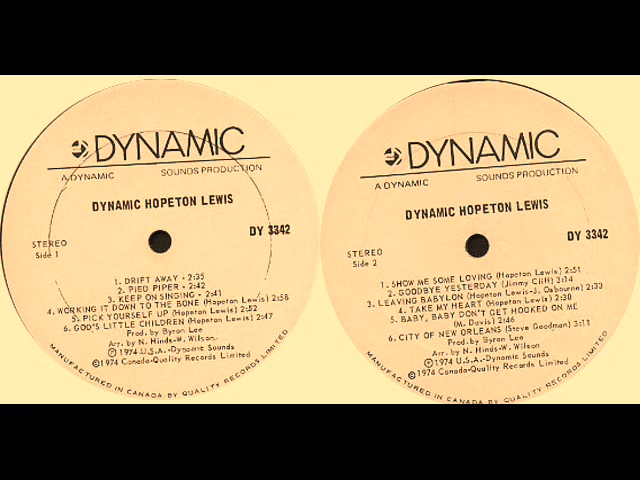 DYNAMIC
A DYNAMIC SOUNDS PRODUCTION
DYNAMIC HOPETON LEWIS
STEREO
Side 1
DY 3342
1. DRIFT AWAY - 2:35
2. PIED PIPER - 2:42
3. KEEP ON SINGING - 2:41
4. WORKING IT DOWN TO THE BONE (Hopeton Lewis) 2:58
5. PICK YOURSELF UP (Hopeton Lewis) 2:52
6. GOD'S LITTLE CHILDREN (Hopeton Lewis) 2:47
Prod. by Byron Lee
Arr. by N. Hinds-W. Wilson.
Ⓟ 1974 U.S.A.-Dynamic Sounds
© 1974 Canada-Quality Records Limited
MANUFACTURED IN CANADA BY QUALITY RECORDS LIMITED
DYNAMIC
A DYNAMIC SOUNDS PRODUCTION
DYNAMIC HOPETON LEWIS
STEREO
Side 2
DY 3342
1. SHOW ME SOME LOVING (Hopeton Lewis) 2:51
2. GOODBYE YESTERDAY (Jimmy Cliff) 3:14
3. LEAVING BABYLON (Hopeton Lewis-J. Osbourne) 2:33
4. TAKE MY HEART (Hopeton Lewis) 2:30
5. BABY, BABY DON'T GET HOOKED ON ME
(M. Davis) 2:46
6. CITY OF NEW ORLEANS (Steve Goodman) 3:11
Prod. by Byron Lee
Arr. by N. Hinds-W. Wilson
Ⓟ 1974 U.S.A.-Dynamic Sounds
© 1974 Canada-Quality Records Limited
MANUFACTURED IN CANADA BY QUALITY RECORDS LIMITED